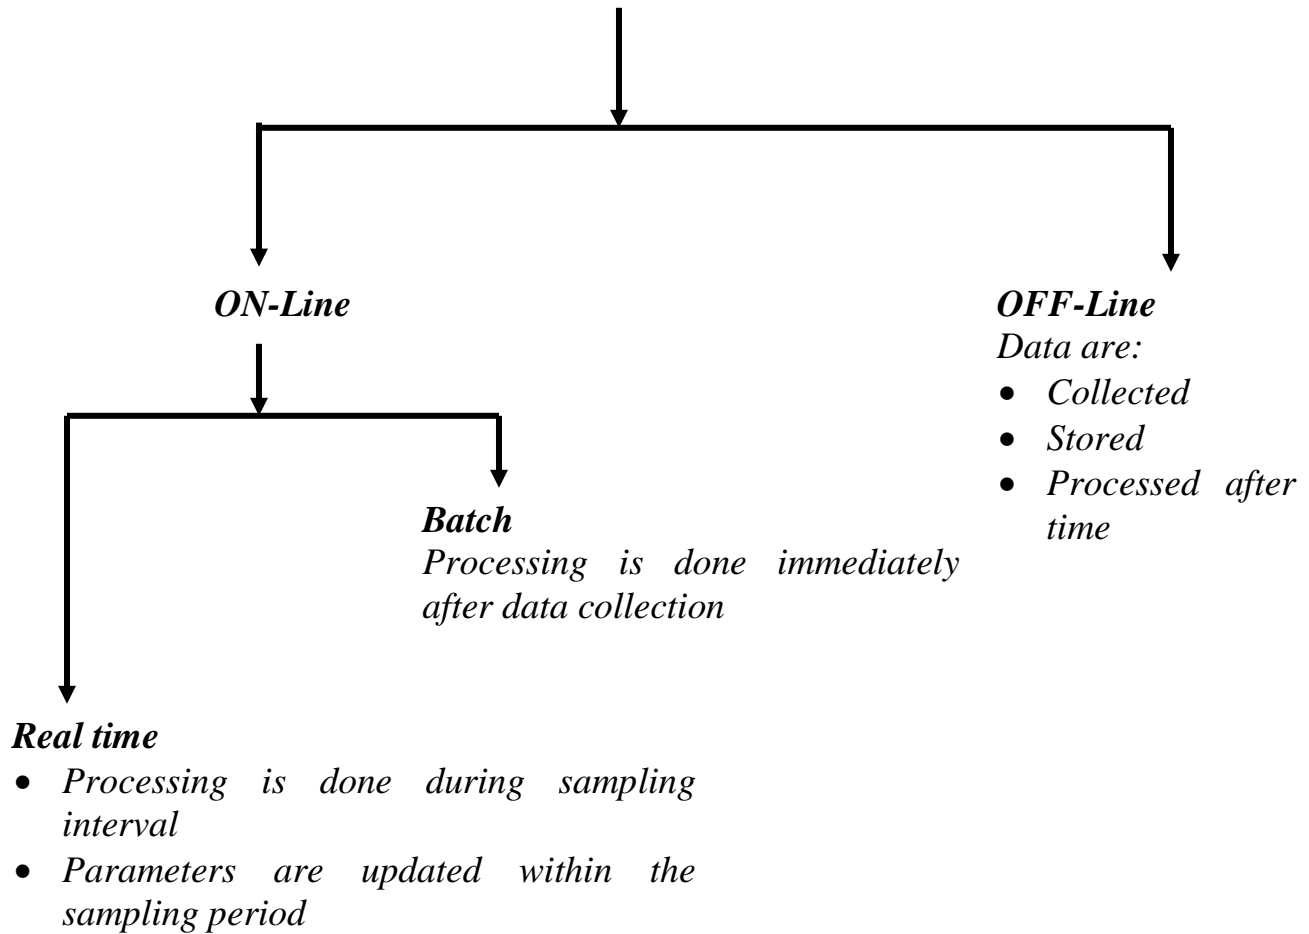 ON-Line
OFF-Line
Data are:
• Collected
• Stored
• Processed after
time
Batch
Processing is done immediately
after data collection
Real time
• Processing is done during sampling
interval
• Parameters are updated within the
sampling period